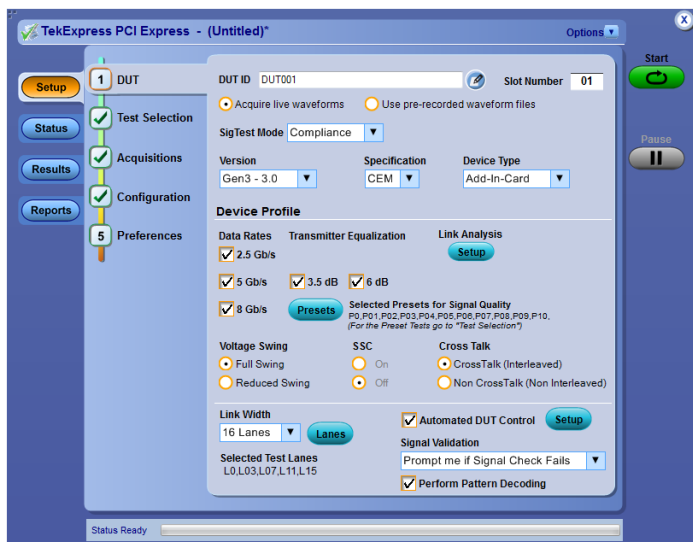 TekExpress PCI Express - (Untitled)*
Options
x
Start
Setup
1 DUT
DUT ID DUT001
Slot Number 01
Test Selection
Acquire live waveforms
Use pre-recorded waveform files
Status
SigTest Mode Compliance
Pause
Acquisitions
Version
Specification
Device Type
Results
Gen3 - 3.0
CEM
Add-In-Card
Configuration
Reports
Device Profile
5 Preferences
Data Rates
Transmitter Equalization
Link Analysis
2.5 Gb/s
Setup
5 Gb/s
3.5 dB
6 dB
8 Gb/s
Presets
Selected Presets for Signal Quality
P0,P01,P02,P03,P04,P05,P06,P07,P08,P09,P10,
(For the Preset Tests go to "Test Selection")
Voltage Swing
SSC
Cross Talk
Full Swing
On
CrossTalk (Interleaved)
Reduced Swing
Off
Non CrossTalk (Non Interleaved)
Link Width
16 Lanes
Lanes
Automated DUT Control
Setup
Signal Validation
Selected Test Lanes
L0,L03,L07,L11,L15
Prompt me if Signal Check Fails
Perform Pattern Decoding
Status Ready